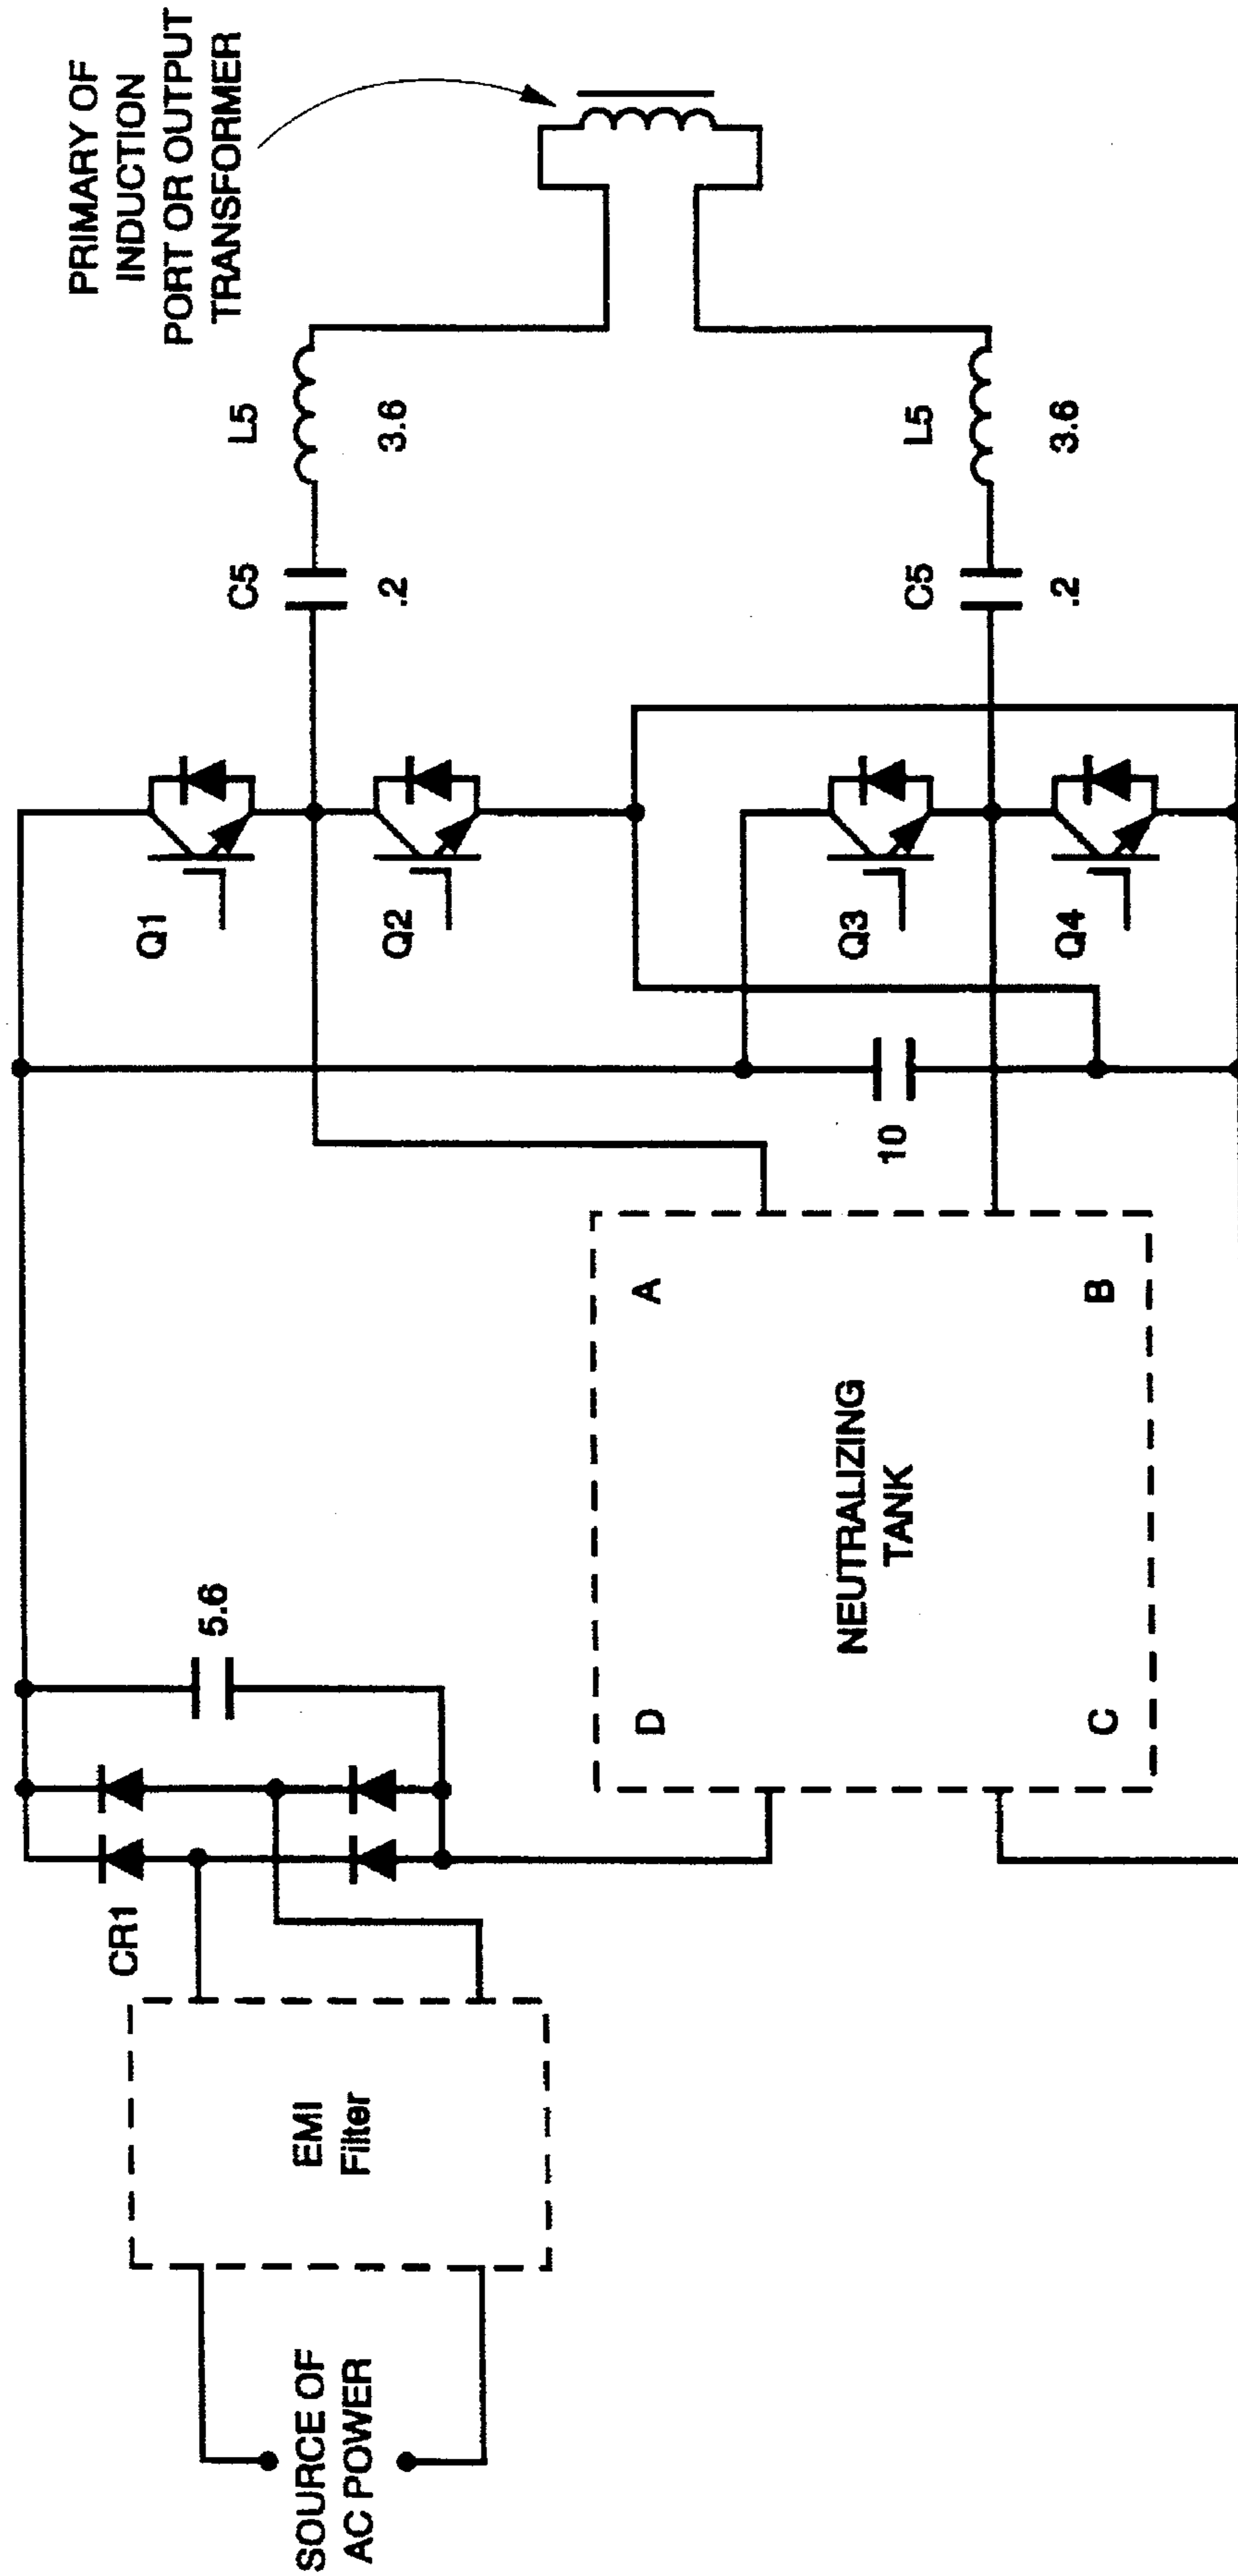 SOURCE OF
AC POWER
EMI
Filter
CR1
5.6
NEUTRALIZING
TANK
D
C
A
B
10
Q1
Q2
Q3
Q4
C5
.2
L5
3.6
C5
.2
L5
3.6
PRIMARY OF
INDUCTION
PORT OR OUTPUT
TRANSFORMER